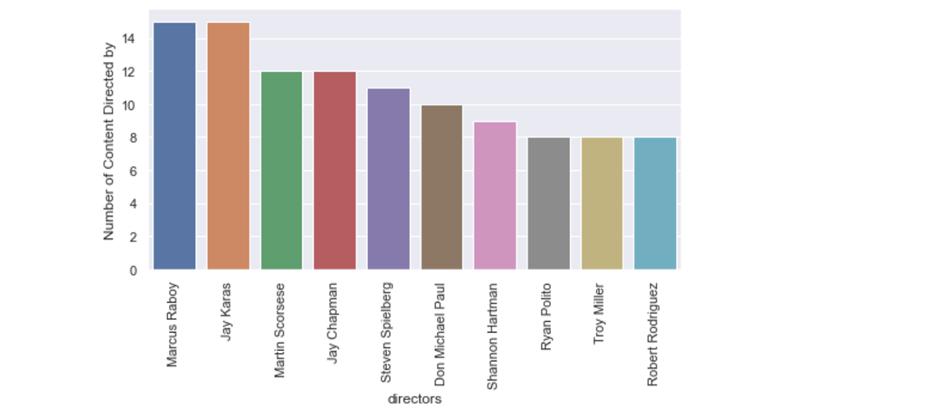 Number of Content Directed by
14
12
10
8
6
4
2
0
Marcus Raboy
Jay Karas
Martin Scorsese
Jay Chapman
Steven Spielberg
Don Michael Paul
Shannon Hartman
Ryan Polito
Troy Miller
Robert Rodriguez
directors